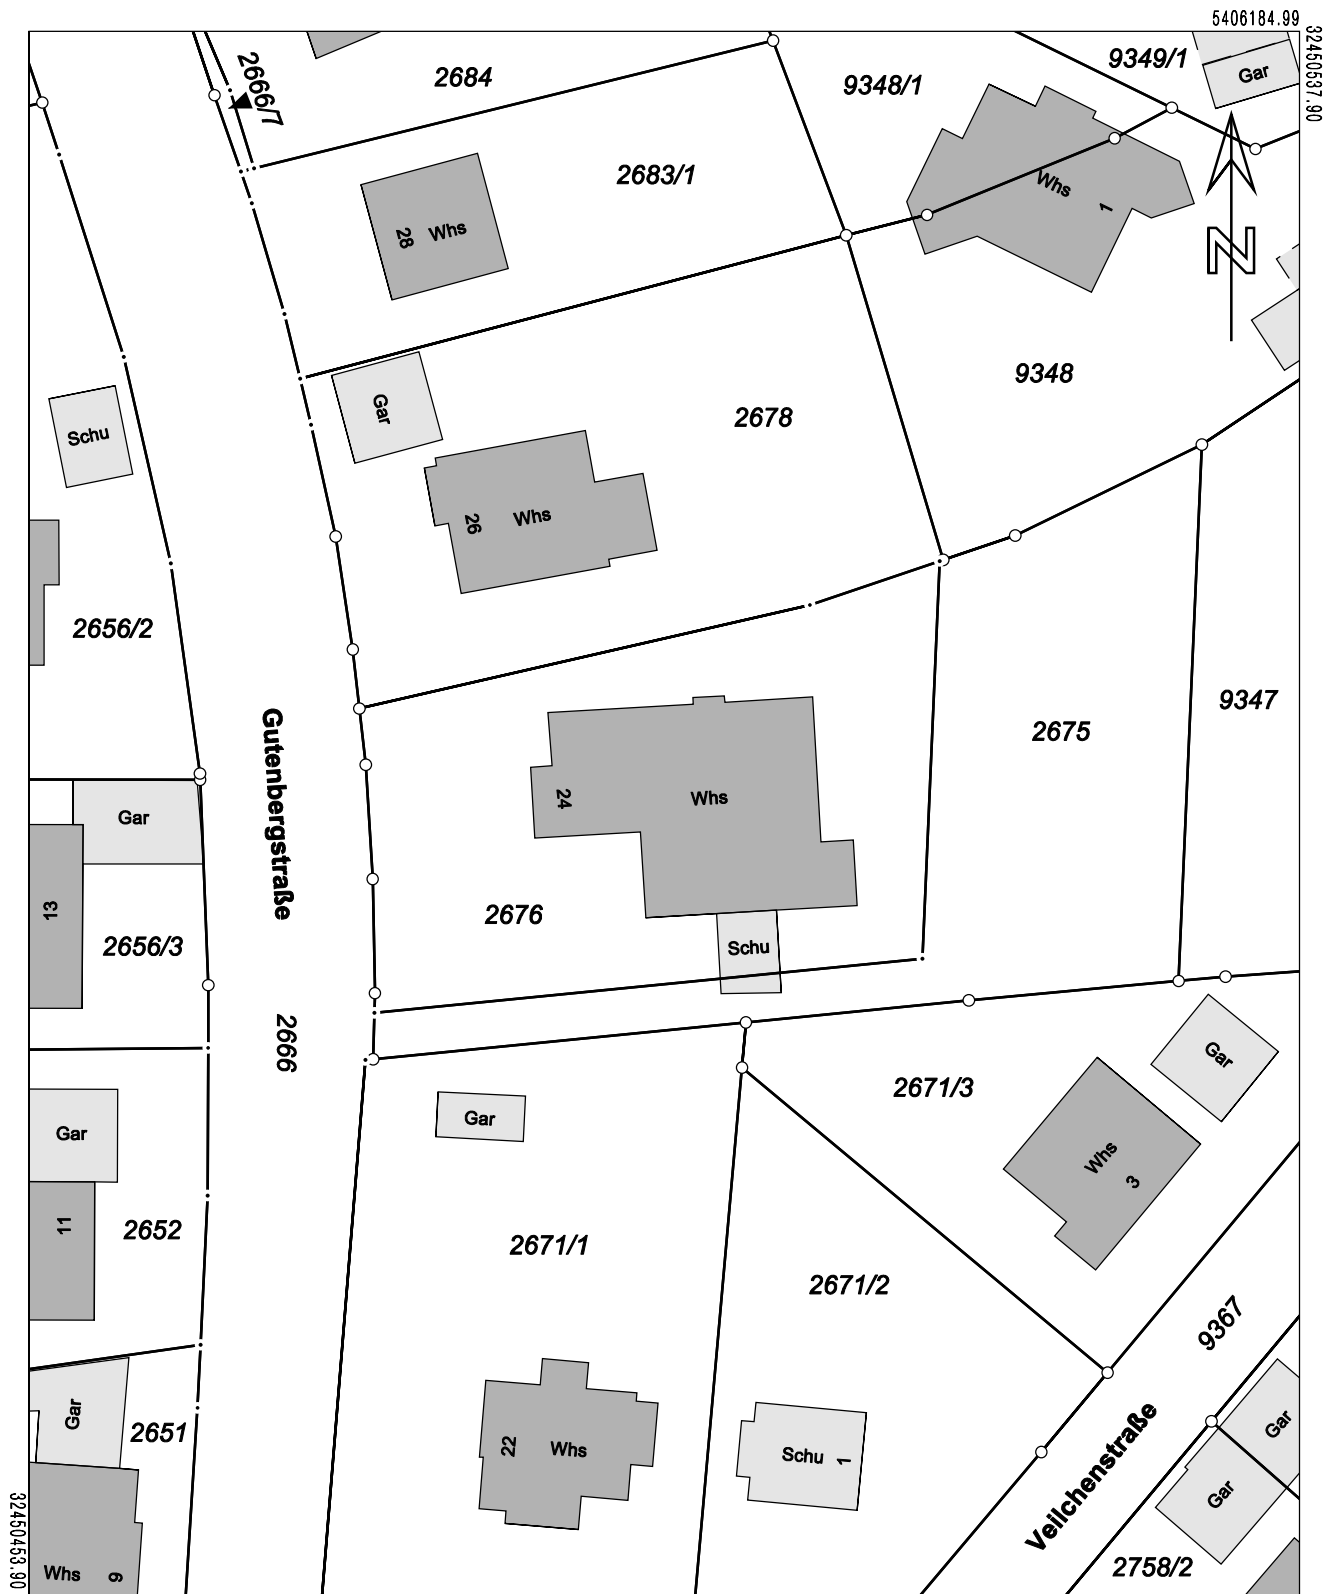 5406184.99
32450537.90
2666/7
2684
9348/1
9349/1
Gar
2683/1
Whs
28
Whs
1
N
9348
Gar
2678
Schu
Whs
26
2656/2
9347
2675
Gutenbergstraße
Whs
24
Gar
13
2676
2656/3
Schu
2666
Gar
2671/3
Gar
Gar
Whs
3
11
2652
2671/1
2671/2
9367
Gar
2651
Gar
Whs
22
Schu
1
Veilchenstraße
Gar
32450453.90
Whs
9
2758/2